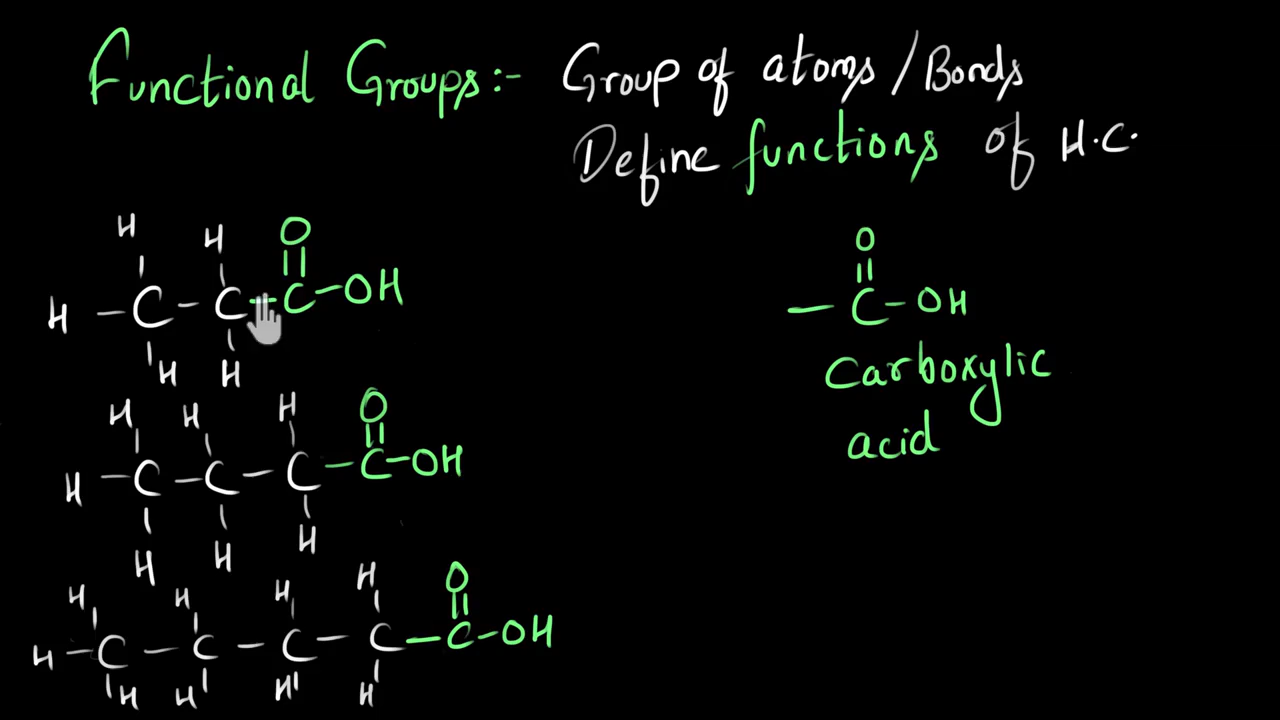 Functional Groups:- Group of atoms / Bonds
Define functions of H.C.
H H O
H - C - C - C - OH
H H
O
- C - OH
Carboxylic
acid
H H H O
H - C - C - C - C - OH
H H H
H H H H O
H - C - C - C - C - C - OH
H H H H